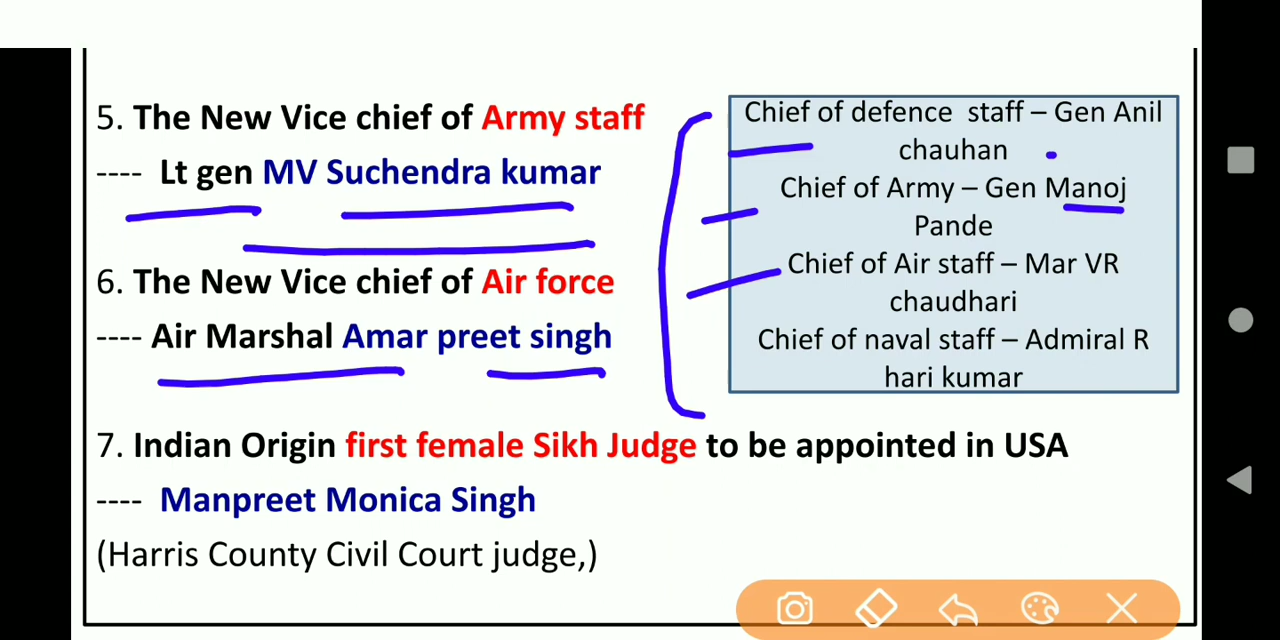 5. The New Vice chief of Army staff
---- Lt gen MV Suchendra kumar
6. The New Vice chief of Air force
---- Air Marshal Amar preet singh
Chief of defence staff – Gen Anil
chauhan
Chief of Army – Gen Manoj
Pande
Chief of Air staff – Mar VR
chaudhari
Chief of naval staff – Admiral R
hari kumar
7. Indian Origin first female Sikh Judge to be appointed in USA
---- Manpreet Monica Singh
(Harris County Civil Court judge,)